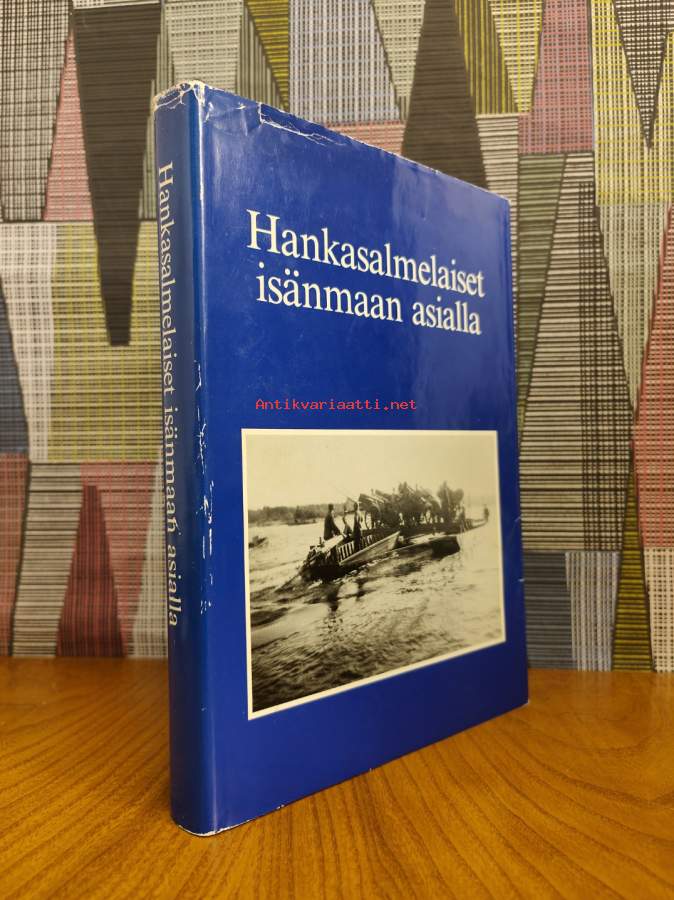 Hankasalmelaiset
isänmaan asialla
Hankasalmelaiset isänmaan asialla
Antikvariaatti.net